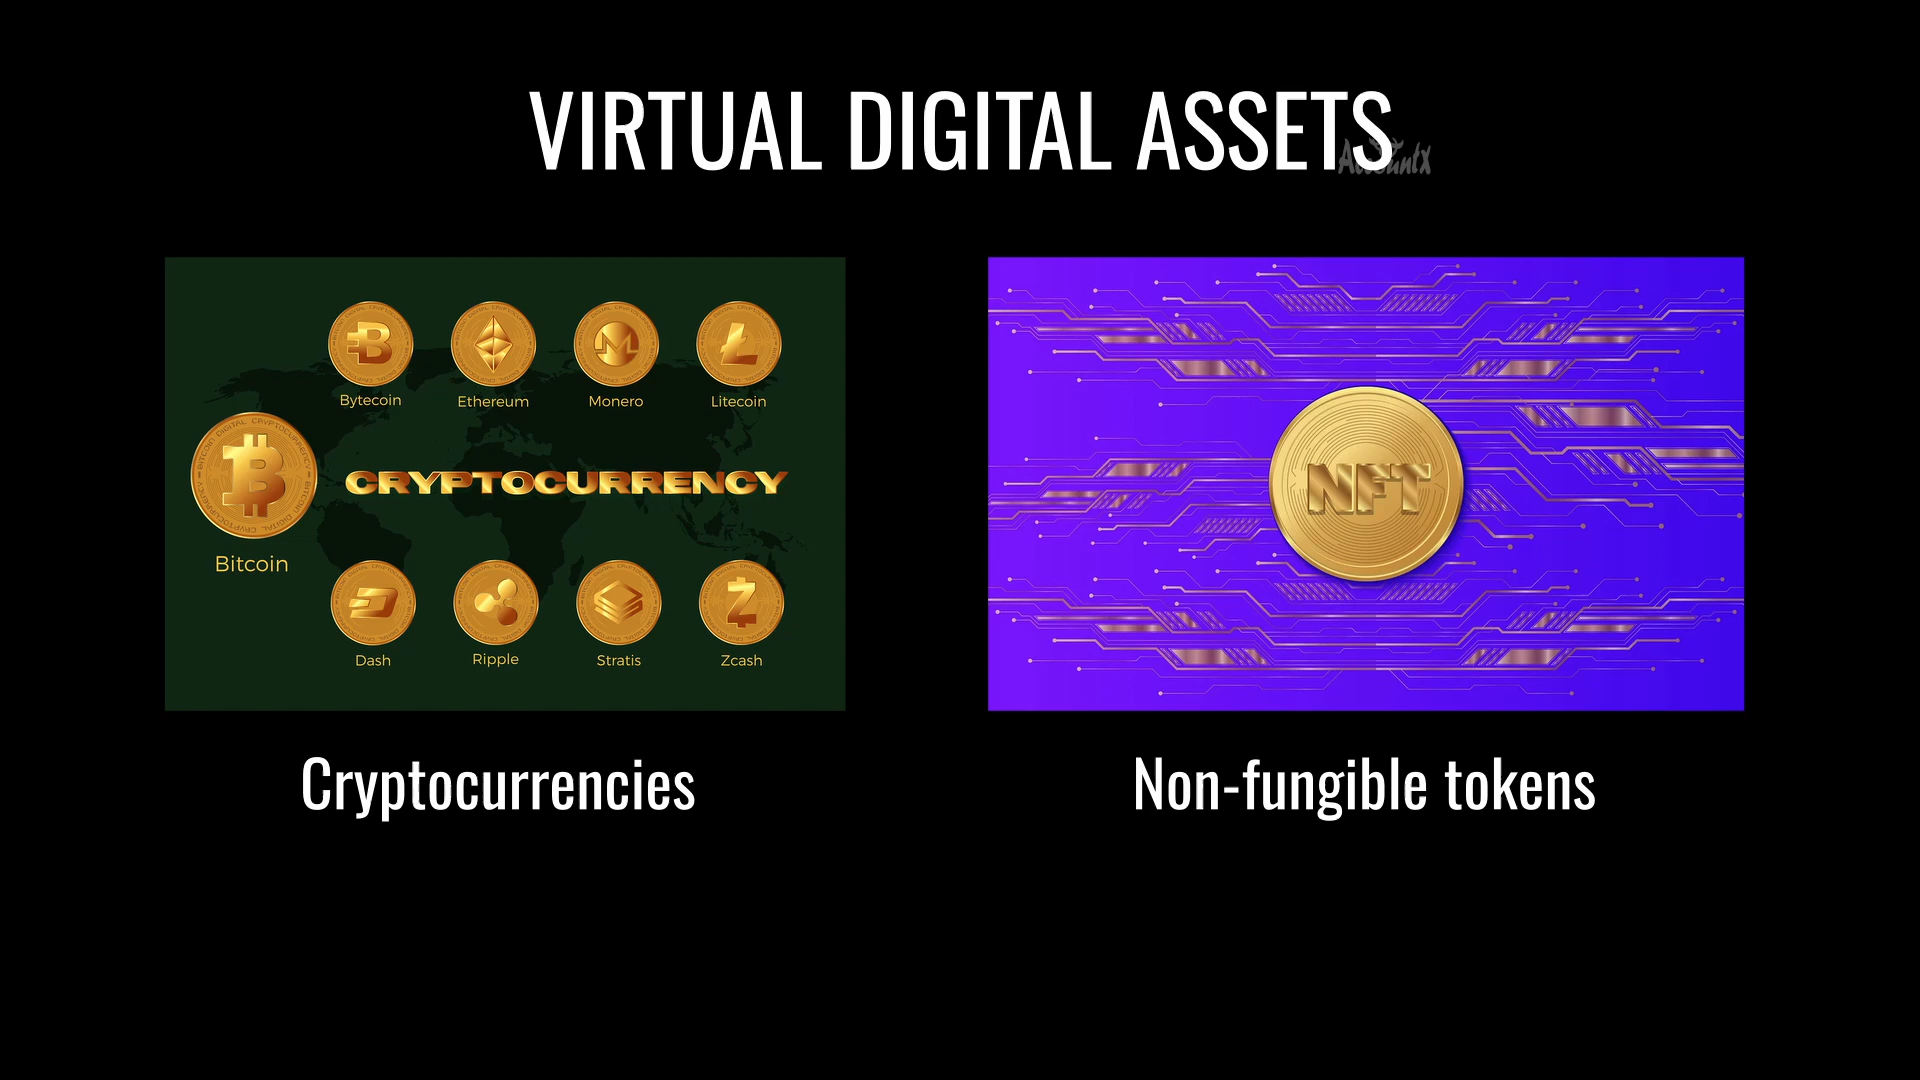 VIRTUAL DIGITAL ASSETS
Bytecoin
Ethereum
Monero
Litecoin
CRYPTOCURRENCY
Bitcoin
Dash
Ripple
Stratis
Zcash
NFT
Cryptocurrencies
Non-fungible tokens